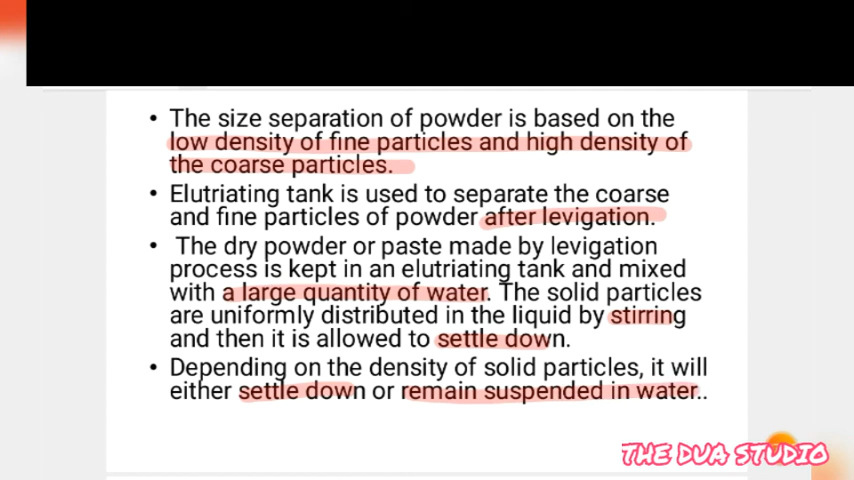 • The size separation of powder is based on the
low density of fine particles and high density of
the coarse particles.
• Elutriating tank is used to separate the coarse
and fine particles of powder after levigation.
• The dry powder or paste made by levigation
process is kept in an elutriating tank and mixed
with a large quantity of water. The solid particles
are uniformly distributed in the liquid by stirring
and then it is allowed to settle down.
• Depending on the density of solid particles, it will
either settle down or remain suspended in water..
THE DUA STUDIO